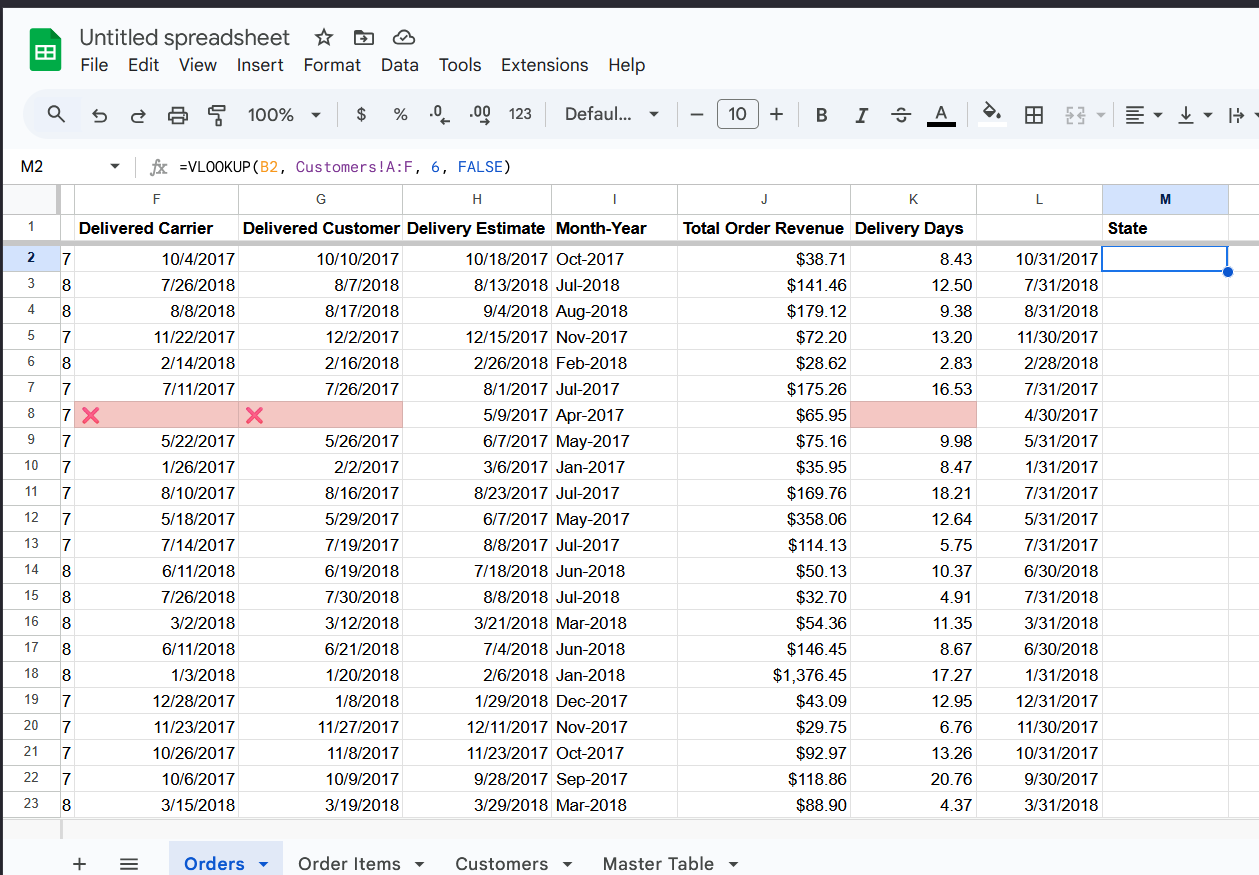 Untitled spreadsheet
File Edit View Insert Format Data Tools Extensions Help
100% $ % .0 .00 123 Defaul... − 10 + B I S A
M2 fx =VLOOKUP(B2, Customers!A:F, 6, FALSE)
F G H I J K L M
1 Delivered Carrier Delivered Customer Delivery Estimate Month-Year Total Order Revenue Delivery Days State
2 7 10/4/2017 10/10/2017 10/18/2017 Oct-2017 $38.71 8.43 10/31/2017
3 8 7/26/2018 8/7/2018 8/13/2018 Jul-2018 $141.46 12.50 7/31/2018
4 8 8/8/2018 8/17/2018 9/4/2018 Aug-2018 $179.12 9.38 8/31/2018
5 7 11/22/2017 12/2/2017 12/15/2017 Nov-2017 $72.20 13.20 11/30/2017
6 8 2/14/2018 2/16/2018 2/26/2018 Feb-2018 $28.62 2.83 2/28/2018
7 7 7/11/2017 7/26/2017 8/1/2017 Jul-2017 $175.26 16.53 7/31/2017
8 7 ❌ ❌ 5/9/2017 Apr-2017 $65.95 4/30/2017
9 7 5/22/2017 5/26/2017 6/7/2017 May-2017 $75.16 9.98 5/31/2017
10 7 1/26/2017 2/2/2017 3/6/2017 Jan-2017 $35.95 8.47 1/31/2017
11 7 8/10/2017 8/16/2017 8/23/2017 Jul-2017 $169.76 18.21 7/31/2017
12 7 5/18/2017 5/29/2017 6/7/2017 May-2017 $358.06 12.64 5/31/2017
13 7 7/14/2017 7/19/2017 8/8/2017 Jul-2017 $114.13 5.75 7/31/2017
14 8 6/11/2018 6/19/2018 7/18/2018 Jun-2018 $50.13 10.37 6/30/2018
15 8 7/26/2018 7/30/2018 8/8/2018 Jul-2018 $32.70 4.91 7/31/2018
16 8 3/2/2018 3/12/2018 3/21/2018 Mar-2018 $54.36 11.35 3/31/2018
17 8 6/11/2018 6/21/2018 7/4/2018 Jun-2018 $146.45 8.67 6/30/2018
18 8 1/3/2018 1/20/2018 2/6/2018 Jan-2018 $1,376.45 17.27 1/31/2018
19 7 12/28/2017 1/8/2018 1/29/2018 Dec-2017 $43.09 12.95 12/31/2017
20 7 11/23/2017 11/27/2017 12/11/2017 Nov-2017 $29.75 6.76 11/30/2017
21 7 10/26/2017 11/8/2017 11/23/2017 Oct-2017 $92.97 13.26 10/31/2017
22 7 10/6/2017 10/9/2017 9/28/2017 Sep-2017 $118.86 20.76 9/30/2017
23 8 3/15/2018 3/19/2018 3/29/2018 Mar-2018 $88.90 4.37 3/31/2018
+ Orders Order Items Customers Master Table